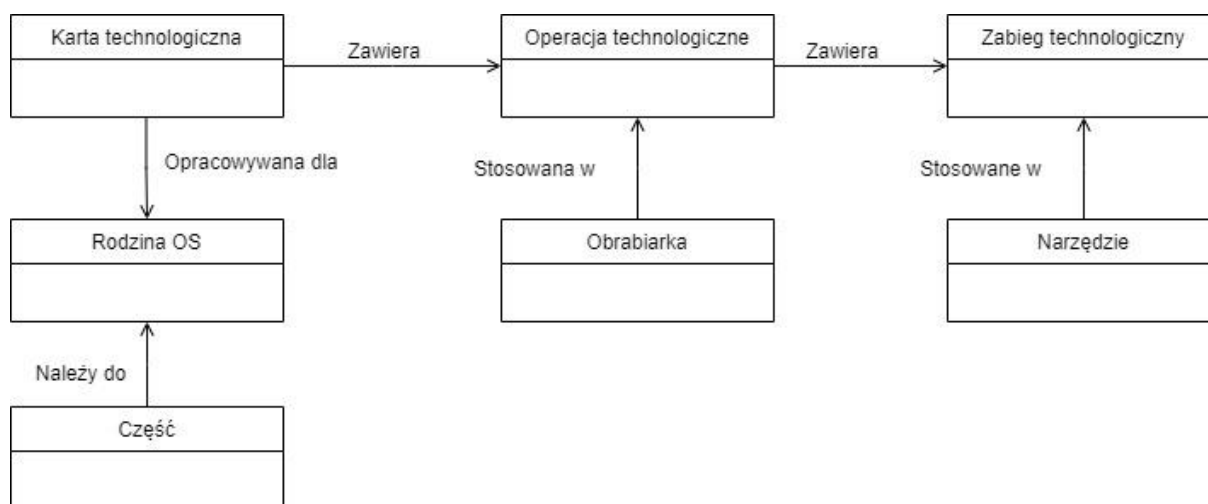 Karta technologiczna
Zawiera
Operacja technologiczne
Zawiera
Zabieg technologiczny
Opracowywana dla
Stosowana w
Stosowane w
Rodzina OS
Obrabiarka
Narzędzie
Należy do
Część